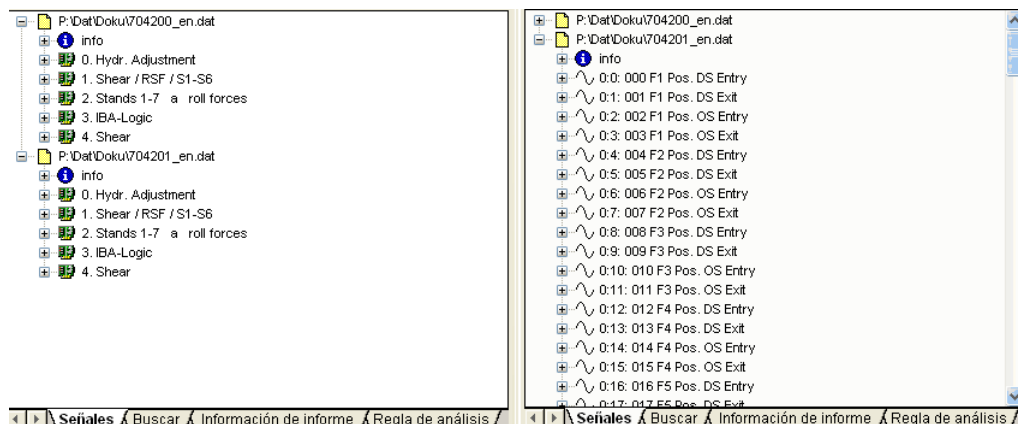 P:\Dat\Doku\704200_en.dat
info
0. Hydr. Adjustment
1. Shear / RSF / S1-S6
2. Stands 1-7 a roll forces
3. IBA-Logic
4. Shear
P:\Dat\Doku\704201_en.dat
info
0. Hydr. Adjustment
1. Shear / RSF / S1-S6
2. Stands 1-7 a roll forces
3. IBA-Logic
4. Shear
Señales Buscar Información de informe Regla de análisis
P:\Dat\Doku\704200_en.dat
P:\Dat\Doku\704201_en.dat
info
0:0: 000 F1 Pos. DS Entry
0:1: 001 F1 Pos. DS Exit
0:2: 002 F1 Pos. OS Entry
0:3: 003 F1 Pos. OS Exit
0:4: 004 F2 Pos. DS Entry
0:5: 005 F2 Pos. DS Exit
0:6: 006 F2 Pos. OS Entry
0:7: 007 F2 Pos. OS Exit
0:8: 008 F3 Pos. DS Entry
0:9: 009 F3 Pos. DS Exit
0:10: 010 F3 Pos. OS Entry
0:11: 011 F3 Pos. OS Exit
0:12: 012 F4 Pos. DS Entry
0:13: 013 F4 Pos. DS Exit
0:14: 014 F4 Pos. OS Entry
0:15: 015 F4 Pos. OS Exit
0:16: 016 F5 Pos. DS Entry
0:17: 017 F5 Pos. DS Exit
Señales Buscar Información de informe Regla de análisis